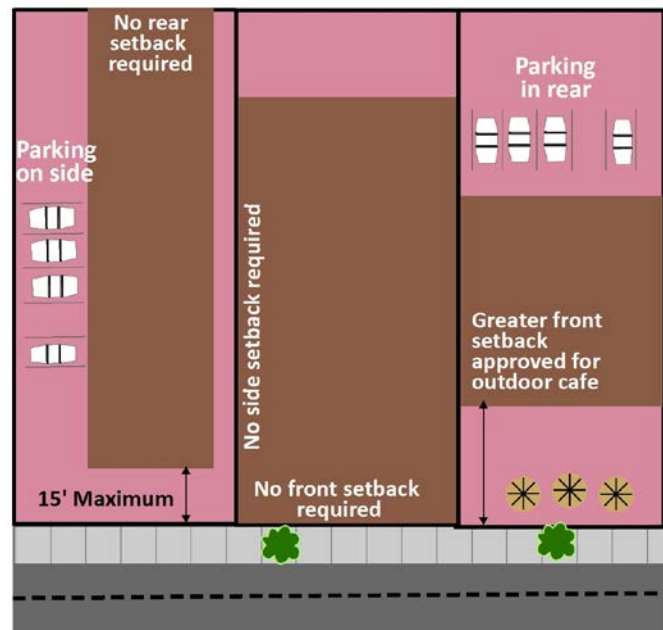 No rear
setback
required
Parking
on side
15' Maximum
No side setback required
No front setback
required
Parking
in rear
Greater front
setback
approved for
outdoor cafe